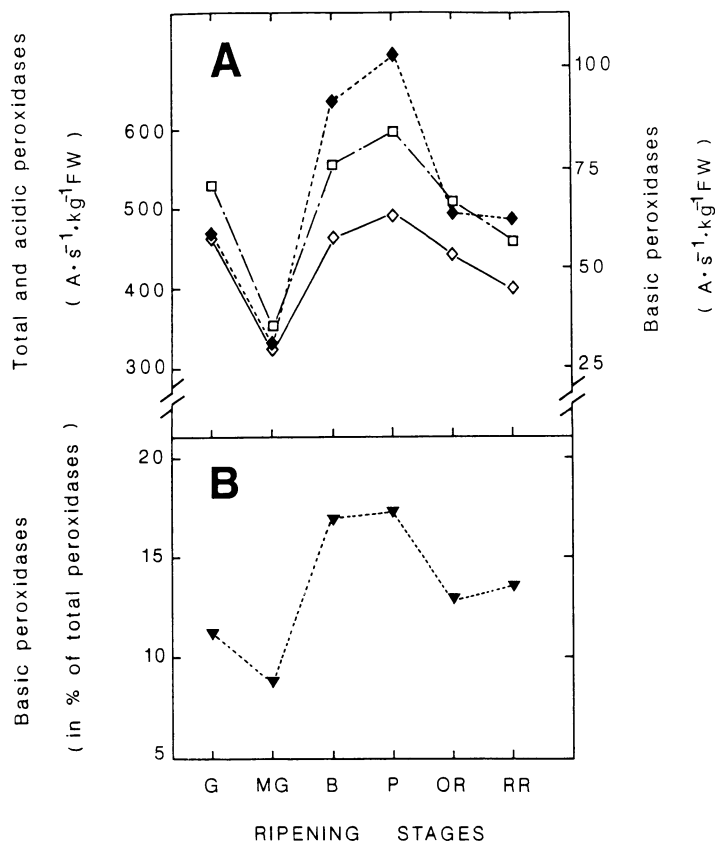 A
Total and acidic peroxidases
( A·s⁻¹·kg⁻¹FW )
600
500
400
300
100
75
50
25
Basic peroxidases
( A·s⁻¹·kg⁻¹FW )
B
Basic peroxidases
( in % of total peroxidases )
20
15
10
5
G MG B P OR RR
RIPENING STAGES